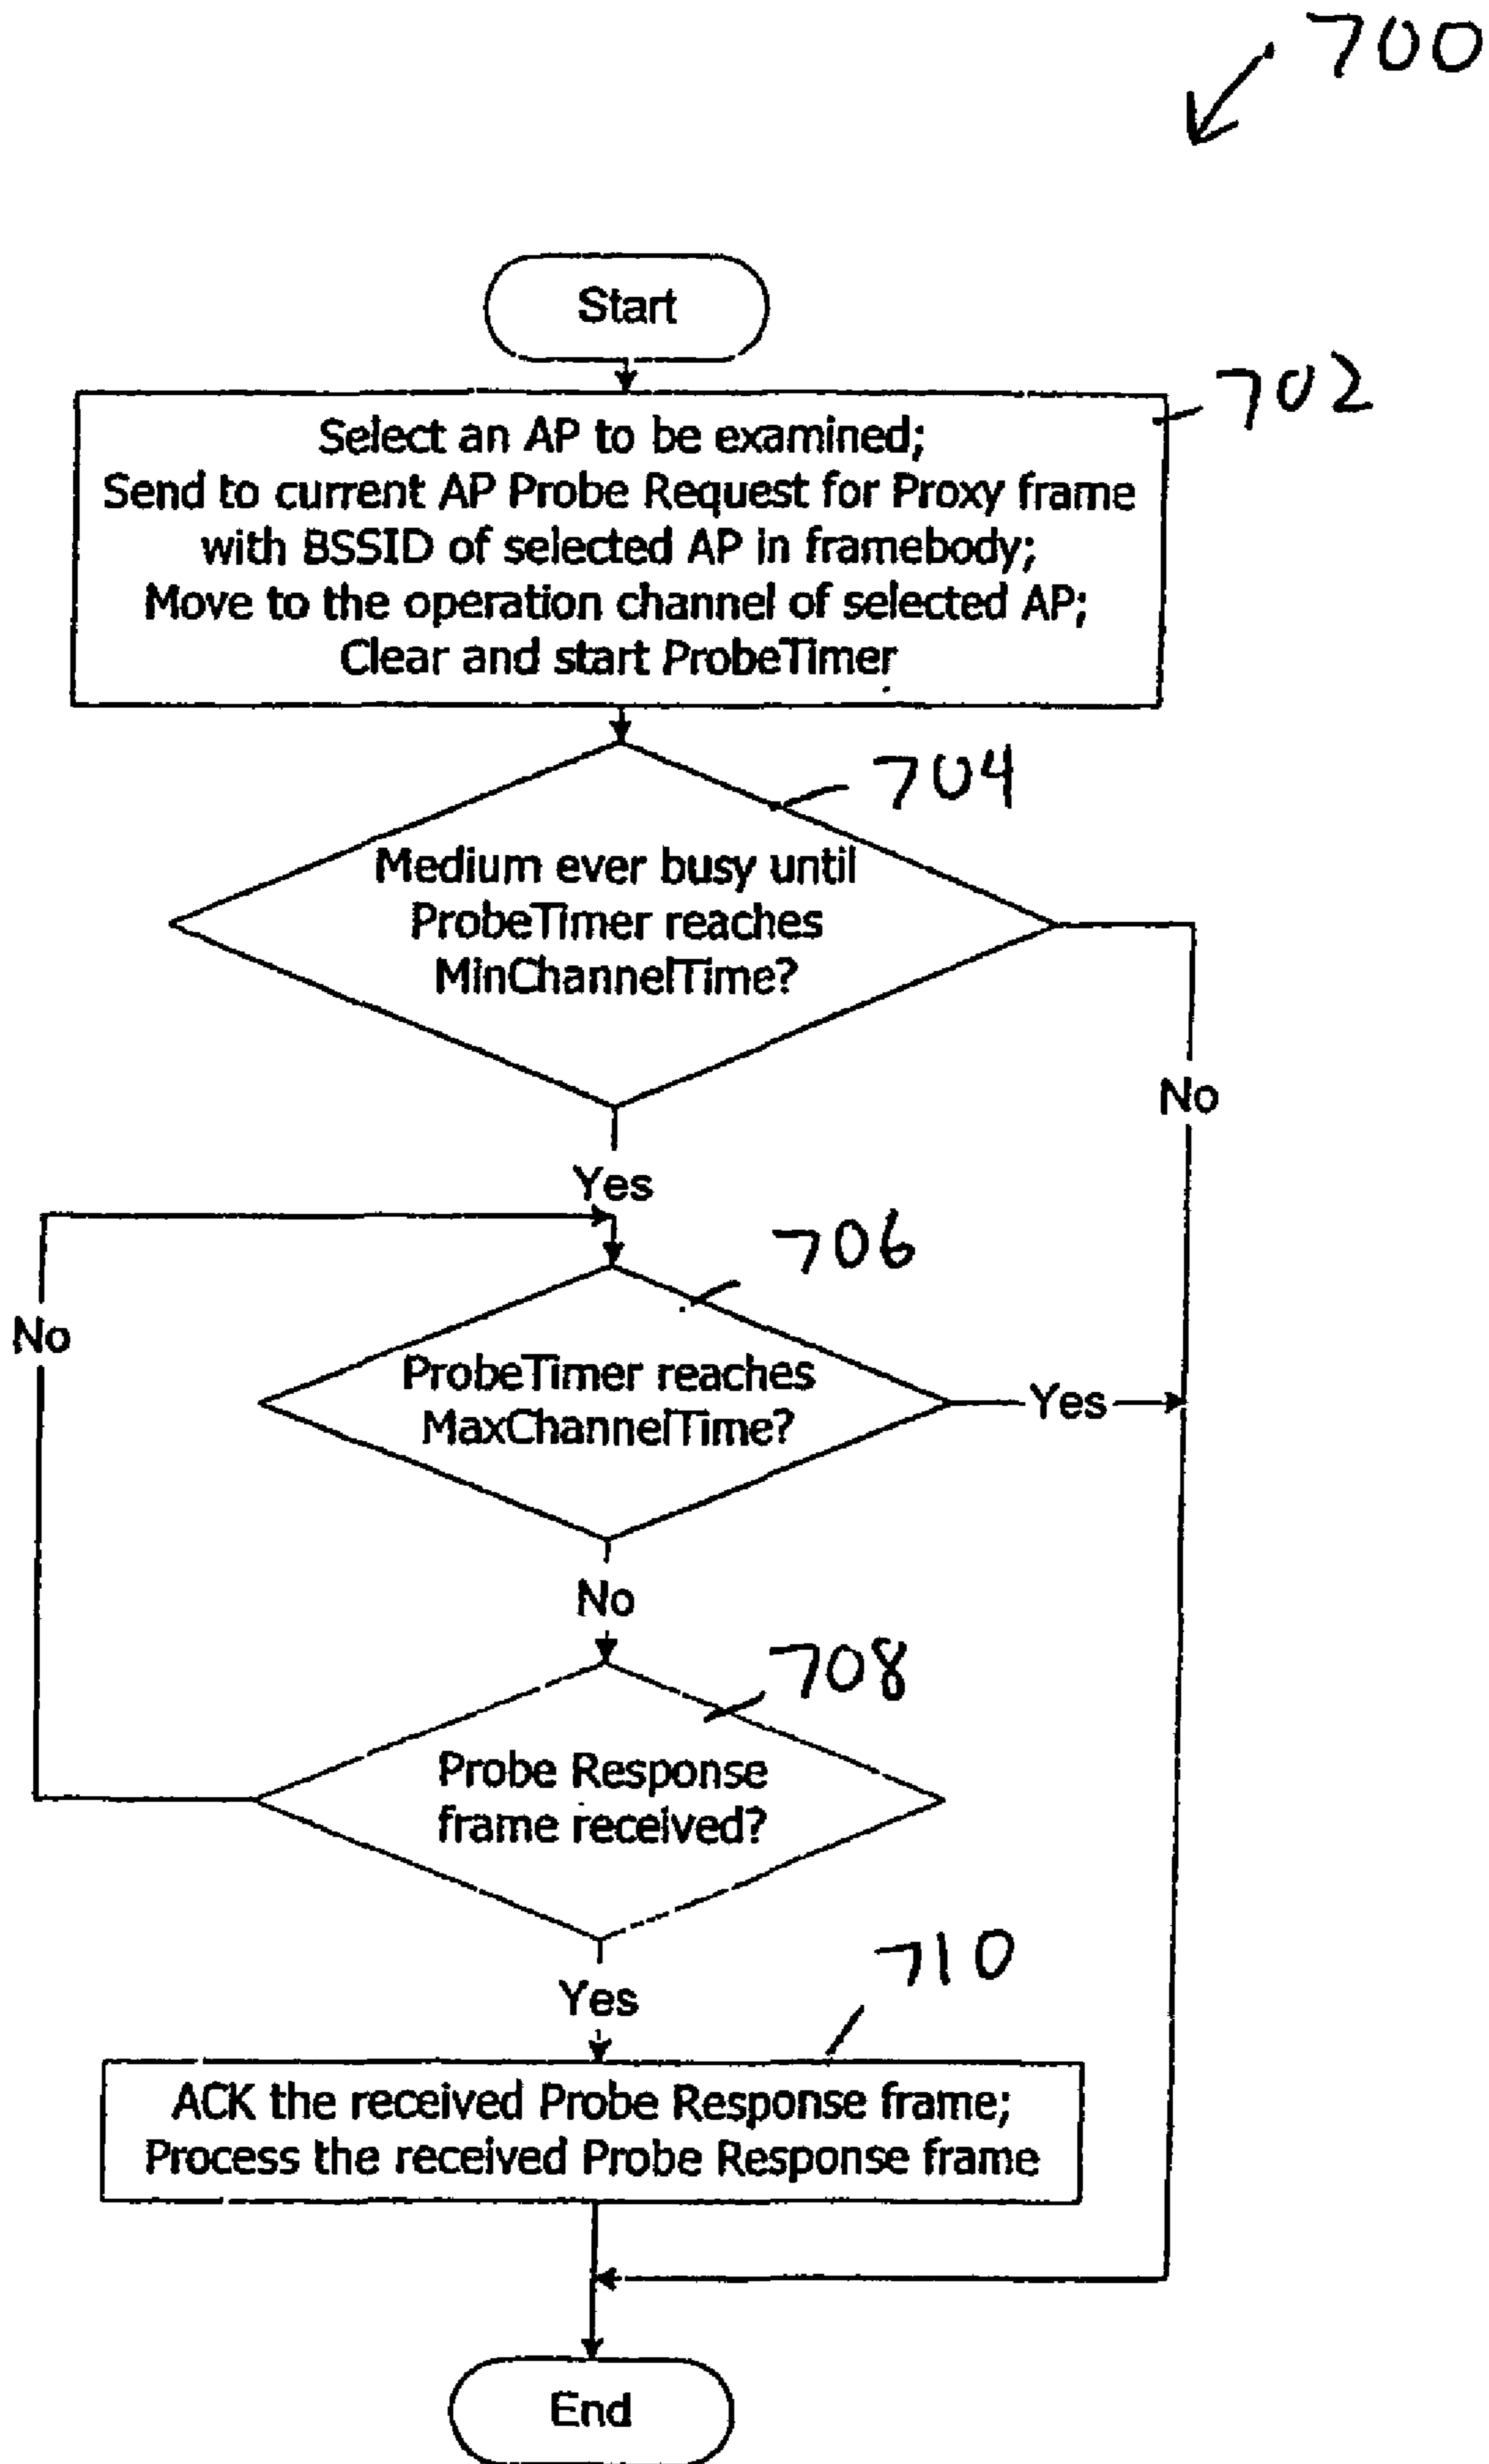 700
Start
702
Select an AP to be examined;
Send to current AP Probe Request for Proxy frame
with BSSID of selected AP in framebody;
Move to the operation channel of selected AP;
Clear and start ProbeTimer
704
Medium ever busy until
ProbeTimer reaches
MinChannelTime?
No
Yes
706
No
ProbeTimer reaches
MaxChannelTime?
Yes
No
708
Probe Response
frame received?
710
Yes
ACK the received Probe Response frame;
Process the received Probe Response frame
End